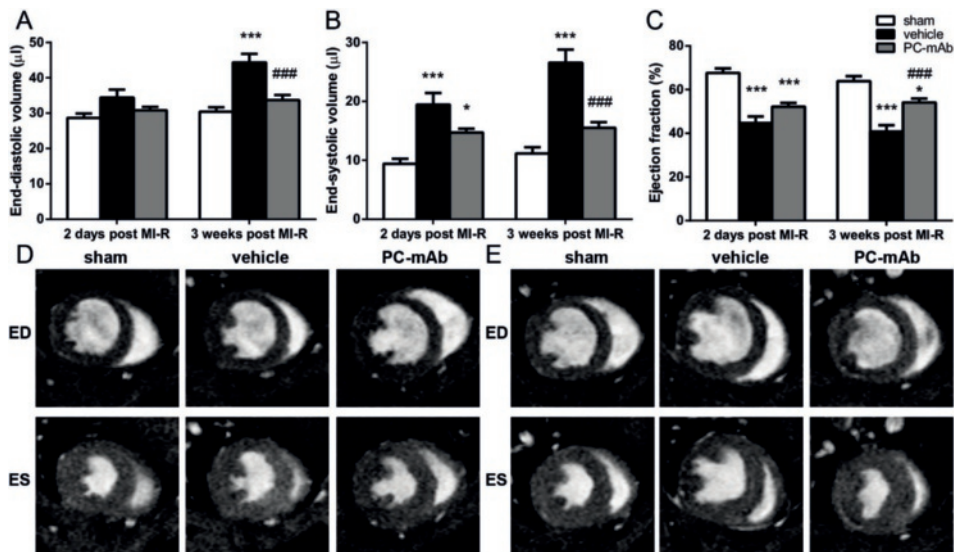 A
End-diastolic volume (µl)
50
40
30
20
10
0
***
###
2 days post MI-R
3 weeks post MI-R
B
End-systolic volume (µl)
30
20
10
0
***
*
***
###
2 days post MI-R
3 weeks post MI-R
C
sham
vehicle
PC-mAb
Ejection fraction (%)
80
60
40
20
0
***
***
***
###
*
2 days post MI-R
3 weeks post MI-R
D
sham
vehicle
PC-mAb
ED
ES
E
sham
vehicle
PC-mAb
ED
ES